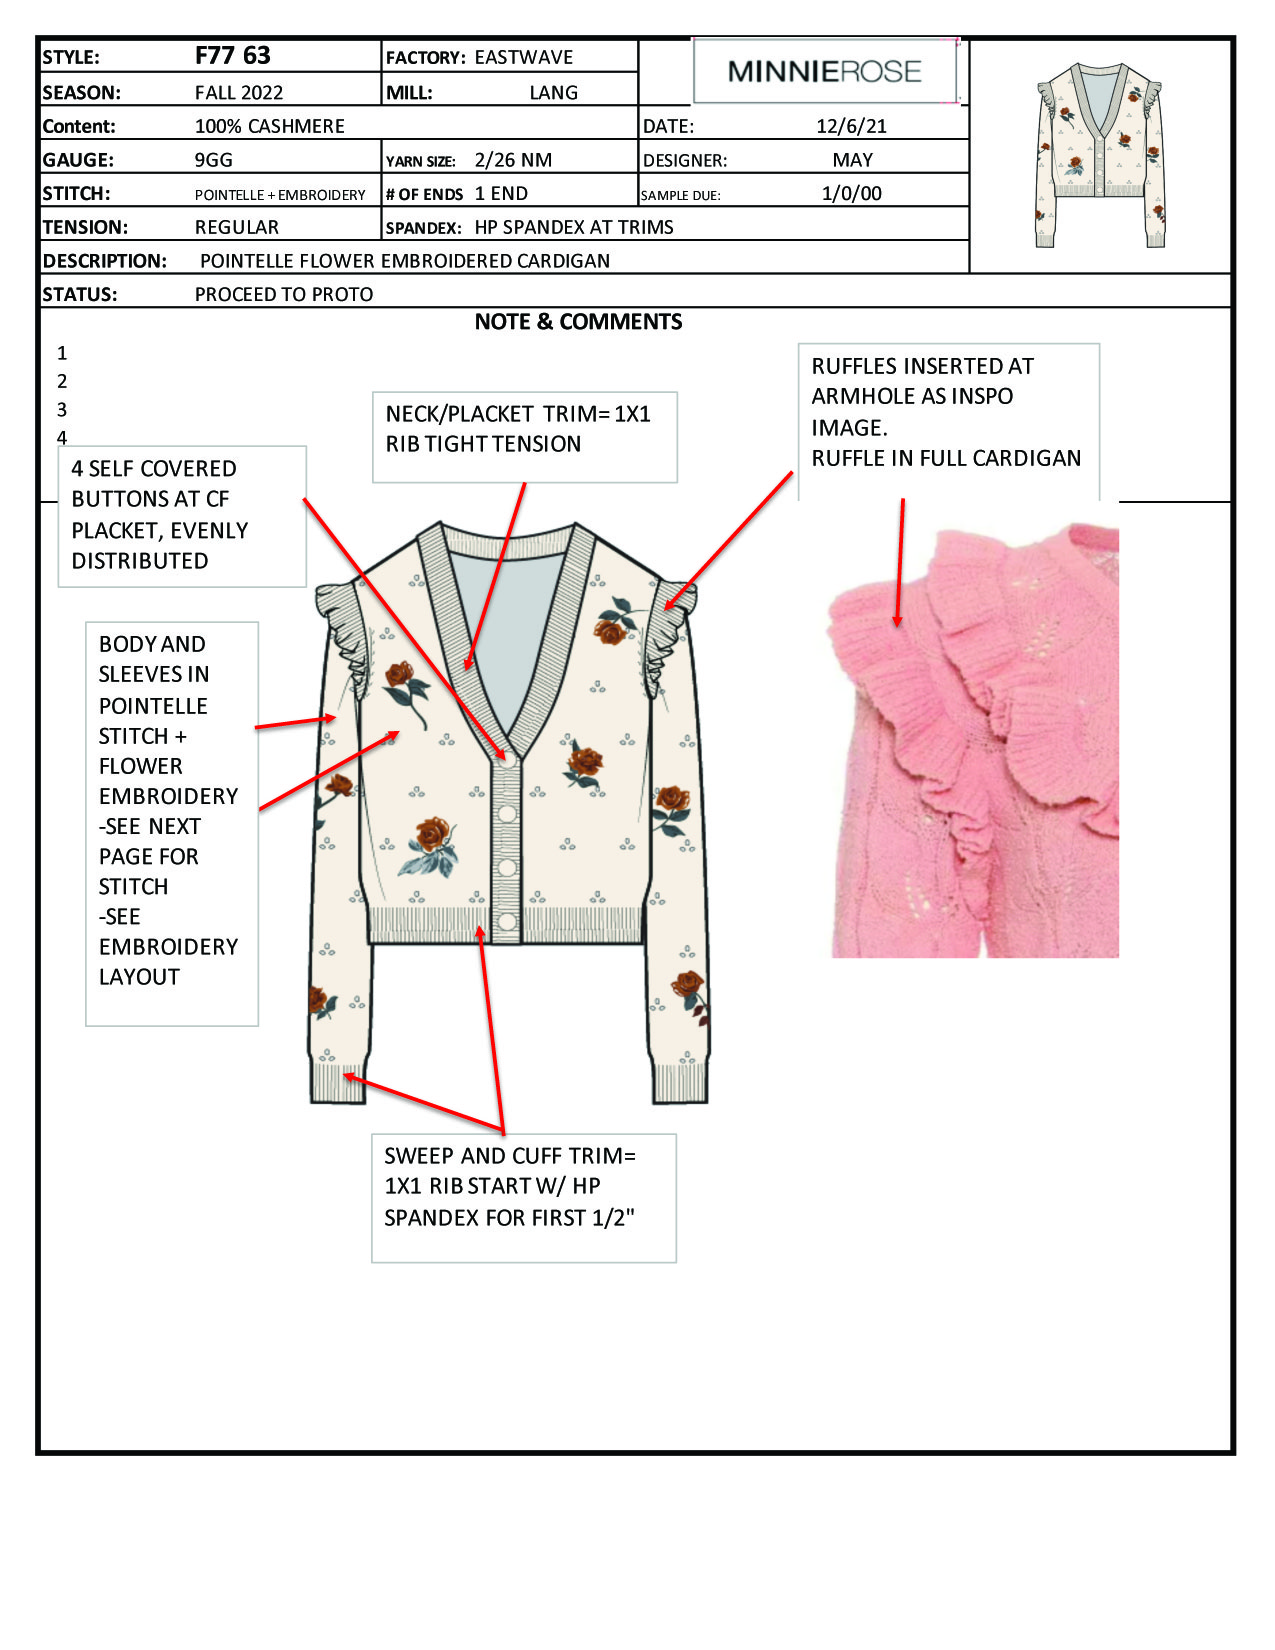 STYLE: F77 63 FACTORY: EASTWAVE MINNIEROSE
SEASON: FALL 2022 MILL: LANG
Content: 100% CASHMERE DATE: 12/6/21
GAUGE: 9GG YARN SIZE: 2/26 NM DESIGNER: MAY
STITCH: POINTELLE + EMBROIDERY # OF ENDS 1 END SAMPLE DUE: 1/0/00
TENSION: REGULAR SPANDEX: HP SPANDEX AT TRIMS
DESCRIPTION: POINTELLE FLOWER EMBROIDERED CARDIGAN
STATUS: PROCEED TO PROTO
NOTE & COMMENTS
1
2
3
4
4 SELF COVERED
BUTTONS AT CF
PLACKET, EVENLY
DISTRIBUTED
NECK/PLACKET TRIM= 1X1
RIB TIGHT TENSION
RUFFLES INSERTED AT
ARMHOLE AS INSPO
IMAGE.
RUFFLE IN FULL CARDIGAN
BODY AND
SLEEVES IN
POINTELLE
STITCH +
FLOWER
EMBROIDERY
-SEE NEXT
PAGE FOR
STITCH
-SEE
EMBROIDERY
LAYOUT
SWEEP AND CUFF TRIM=
1X1 RIB START W/ HP
SPANDEX FOR FIRST 1/2"